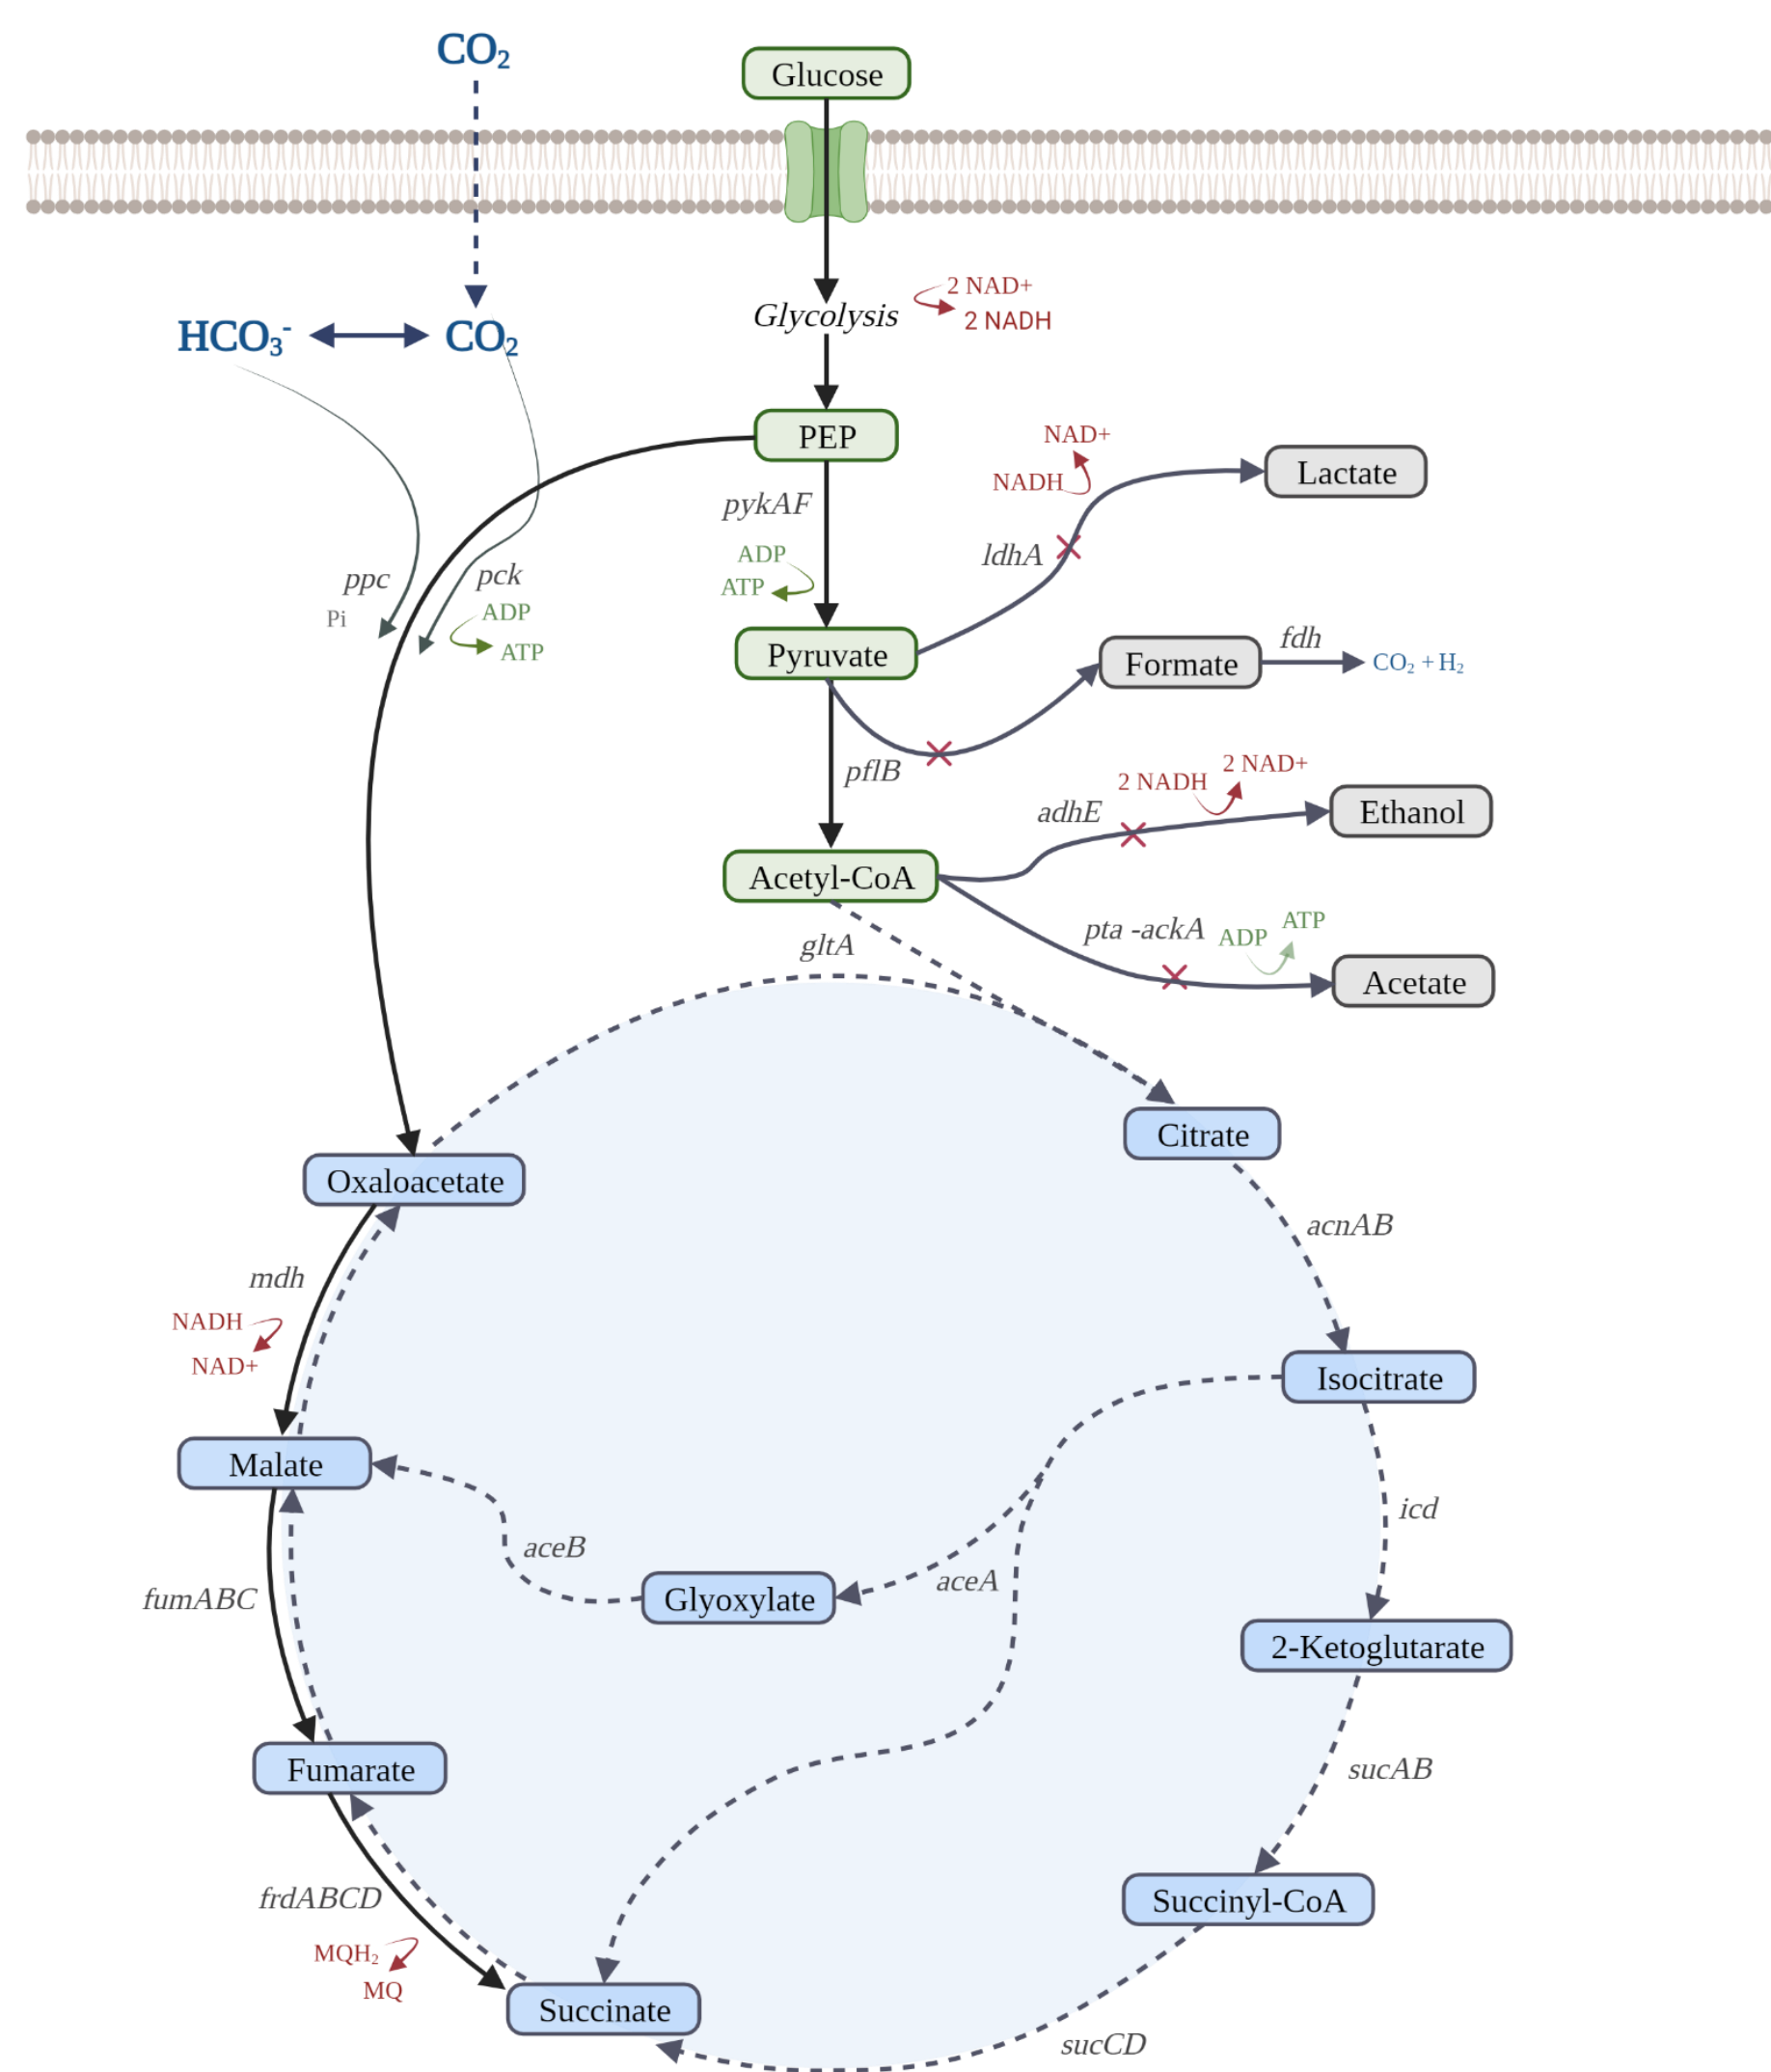 CO₂
Glucose
Glycolysis
2 NAD+
2 NADH
HCO₃⁻
CO₂
PEP
pykAF
ADP
ATP
NAD+
NADH
ldhA
Lactate
ppc
Pi
pck
ADP
ATP
Pyruvate
Formate
fdh
CO₂ + H₂
pflB
adhE
2 NADH
2 NAD+
Ethanol
Acetyl-CoA
pta -ackA
ADP
ATP
Acetate
gltA
Citrate
Oxaloacetate
acnAB
mdh
NADH
NAD+
Isocitrate
Malate
icd
aceB
aceA
Glyoxylate
fumABC
2-Ketoglutarate
Fumarate
sucAB
frdABCD
MQH₂
MQ
Succinyl-CoA
Succinate
sucCD